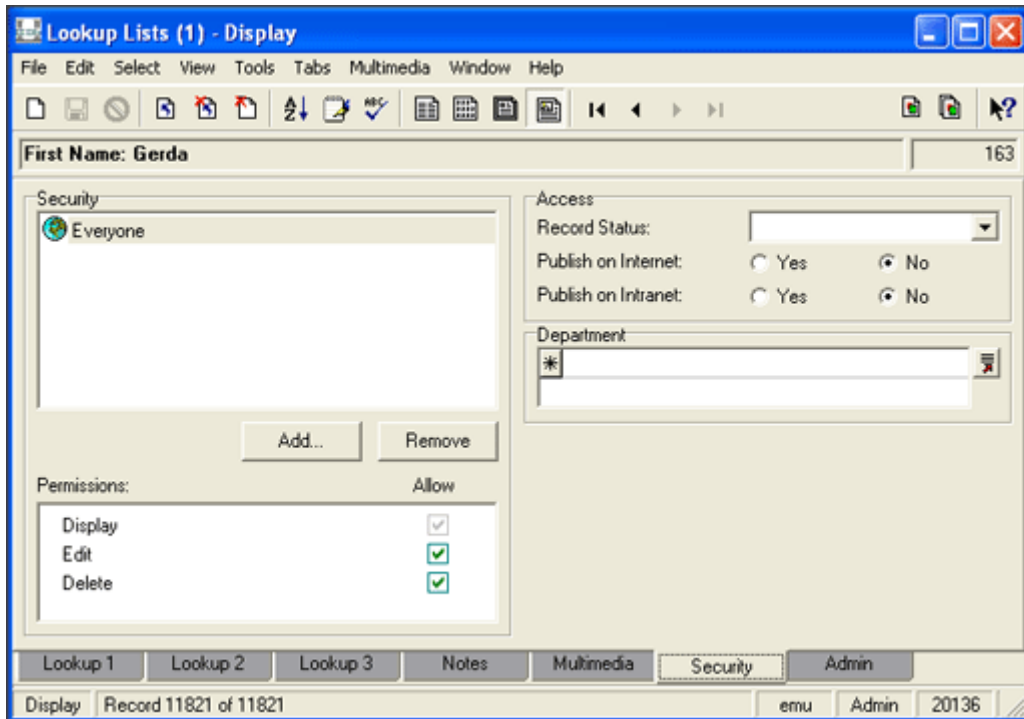 Lookup Lists (1) - Display
File Edit Select View Tools Tabs Multimedia Window Help
First Name: Gerda 163
Security
Everyone
Add... Remove
Permissions: Allow
Display
Edit
Delete
Access
Record Status:
Publish on Internet: Yes No
Publish on Intranet: Yes No
Department
Lookup 1 Lookup 2 Lookup 3 Notes Multimedia Security Admin
Display Record 11821 of 11821 emu Admin 20136